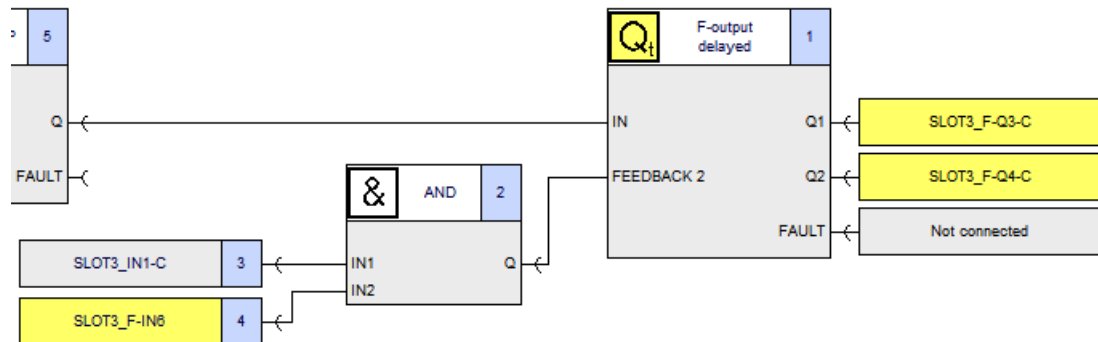 5
Q
FAULT
Qt
F-output
delayed
1
IN
FEEDBACK 2
Q1
Q2
FAULT
SLOT3_F-Q3-C
SLOT3_F-Q4-C
Not connected
&
AND
2
IN1
IN2
Q
SLOT3_IN1-C
3
SLOT3_F-IN6
4